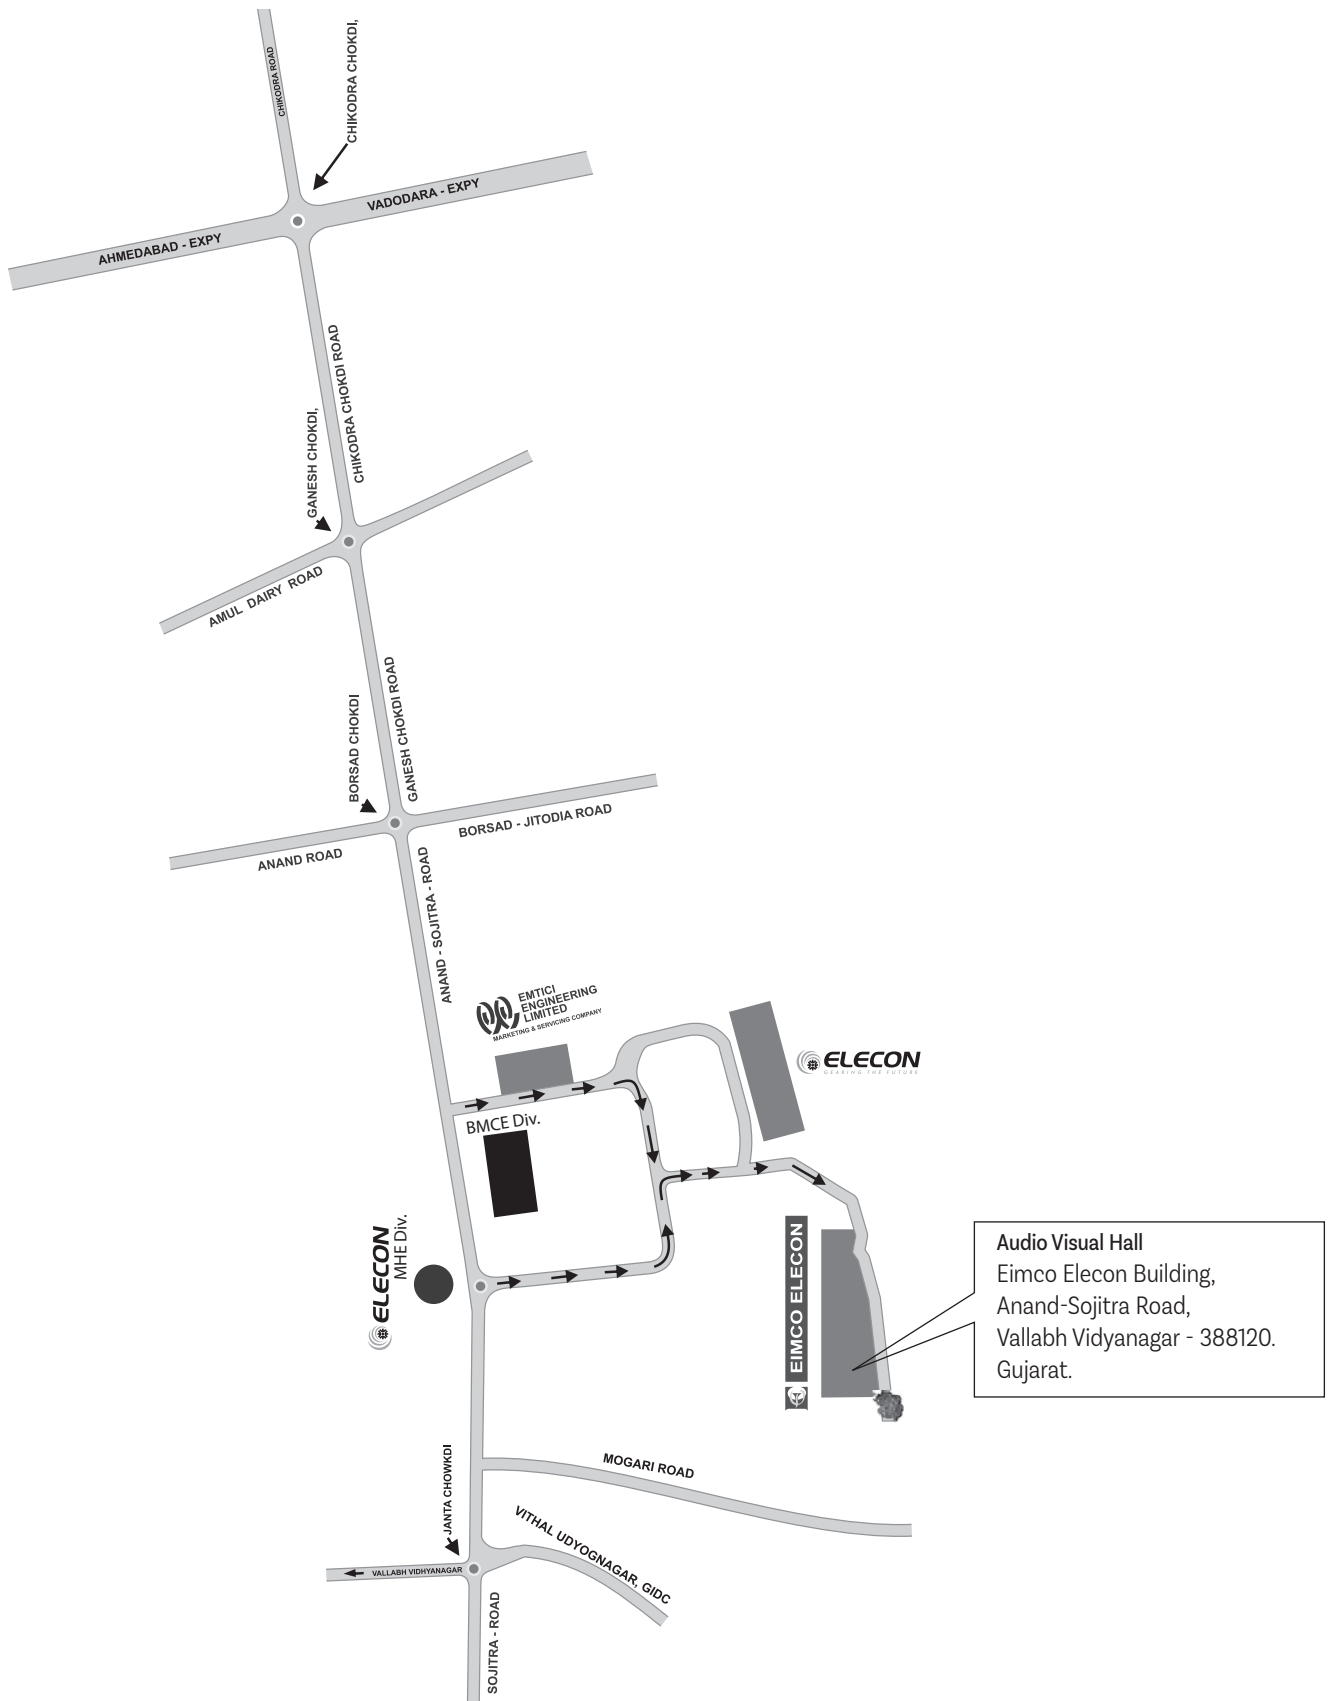 CHIKODRA ROAD
CHIKODRA CHOKDI,
VADODARA - EXPY
AHMEDABAD - EXPY
CHIKODRA CHOKDI ROAD
GANESH CHOKDI,
AMUL DAIRY ROAD
GANESH CHOKDI ROAD
BORSAD CHOKDI
BORSAD - JITODIA ROAD
ANAND ROAD
ANAND - SOJITRA - ROAD
EMTICI
ENGINEERING
LIMITED
MARKETING & SERVICING COMPANY
ELECON
GEARING THE FUTURE
BMCE Div.
ELECON
MHE Div.
EIMCO ELECON
Audio Visual Hall
Eimco Elecon Building,
Anand-Sojitra Road,
Vallabh Vidyanagar - 388120.
Gujarat.
MOGARI ROAD
JANTA CHOWKDI
VITHAL UDYOGNAGAR, GIDC
VALLABH VIDHYANAGAR
SOJITRA - ROAD